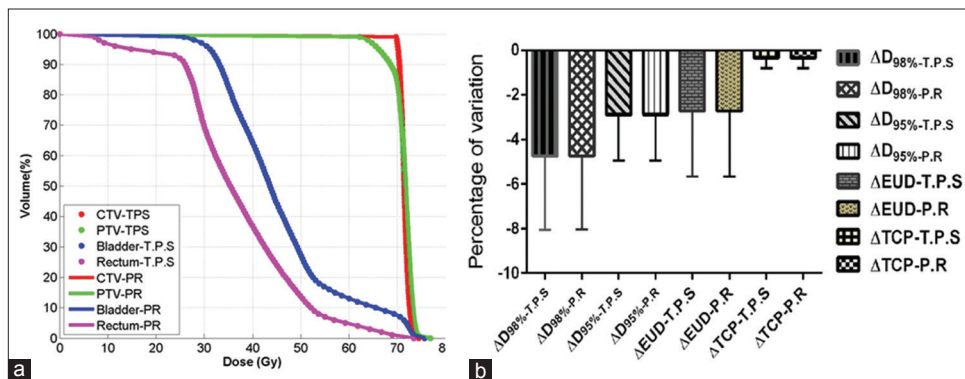 100
90
80
70
60
50
40
30
20
10
0
Volume(%)
0 10 20 30 40 50 60 70
Dose (Gy)
CTV-TPS
PTV-TPS
Bladder-T.P.S
Rectum-T.P.S
CTV-PR
PTV-PR
Bladder-PR
Rectum-PR
a
0
-2
-4
-6
-8
-10
Percentage of variation
ΔD98%-T.P.S
ΔD98%-P.R
ΔD95%-T.P.S
ΔD95%-P.R
ΔEUD-T.P.S
ΔEUD-P.R
ΔTCP-T.P.S
ΔTCP-P.R
ΔD98%-T.P.S
ΔD98%-P.R
ΔD95%-T.P.S
ΔD95%-P.R
ΔEUD-T.P.S
ΔEUD-P.R
ΔTCP-T.P.S
ΔTCP-P.R
b